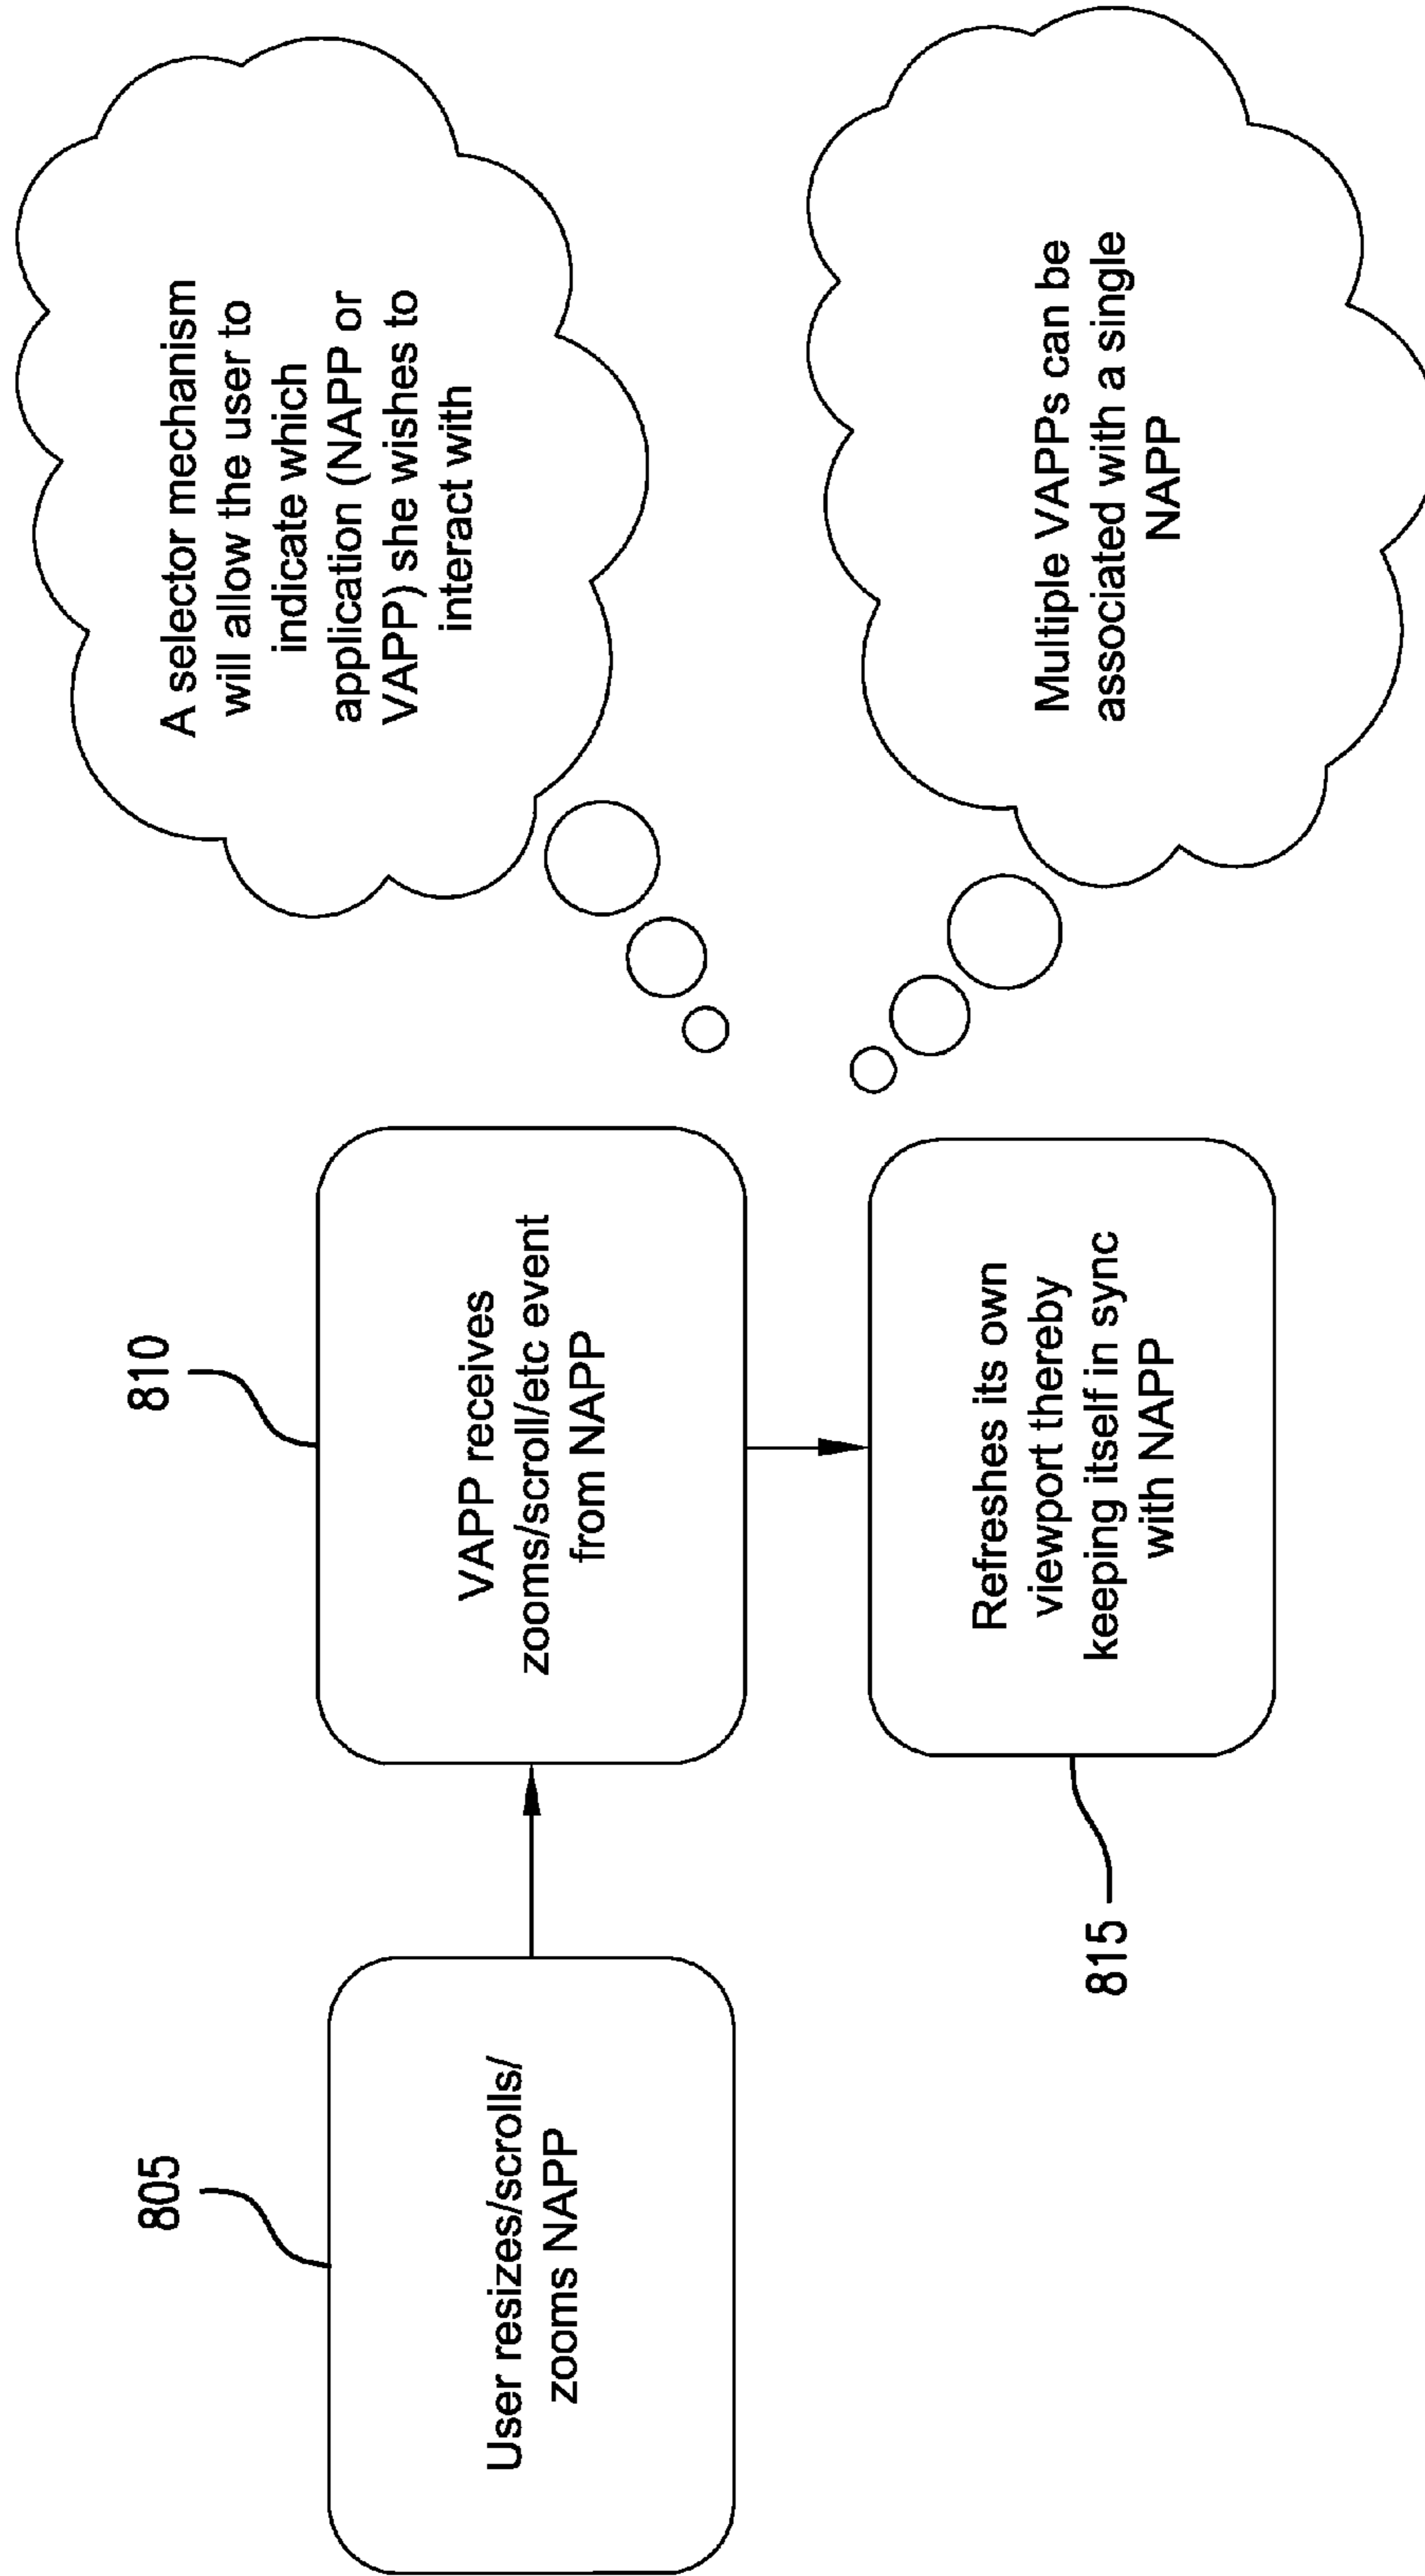 805
User resizes/scrolls/
zooms NAPP
810
VAPP receives
zooms/scroll/etc event
from NAPP
815
Refreshes its own
viewport thereby
keeping itself in sync
with NAPP
A selector mechanism
will allow the user to
indicate which
application (NAPP or
VAPP) she wishes to
interact with
Multiple VAPPs can be
associated with a single
NAPP